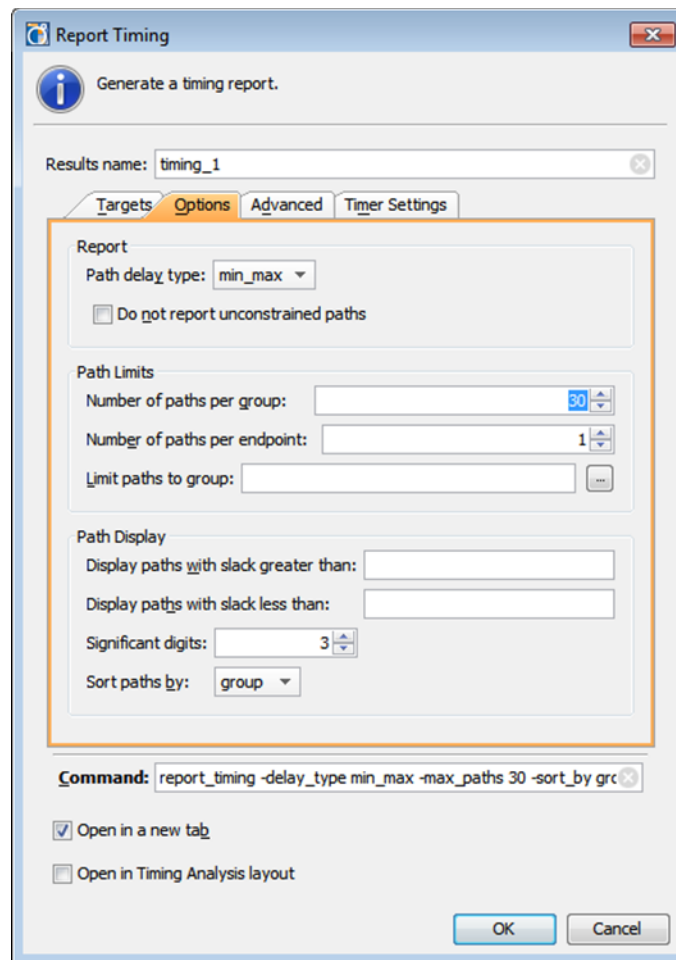 Report Timing
Generate a timing report.
Results name: timing_1
Targets Options Advanced Timer Settings
Report
Path delay type: min_max
Do not report unconstrained paths
Path Limits
Number of paths per group: 30
Number of paths per endpoint: 1
Limit paths to group: ...
Path Display
Display paths with slack greater than:
Display paths with slack less than:
Significant digits: 3
Sort paths by: group
Command: report_timing -delay_type min_max -max_paths 30 -sort_by gro
Open in a new tab
Open in Timing Analysis layout
OK Cancel